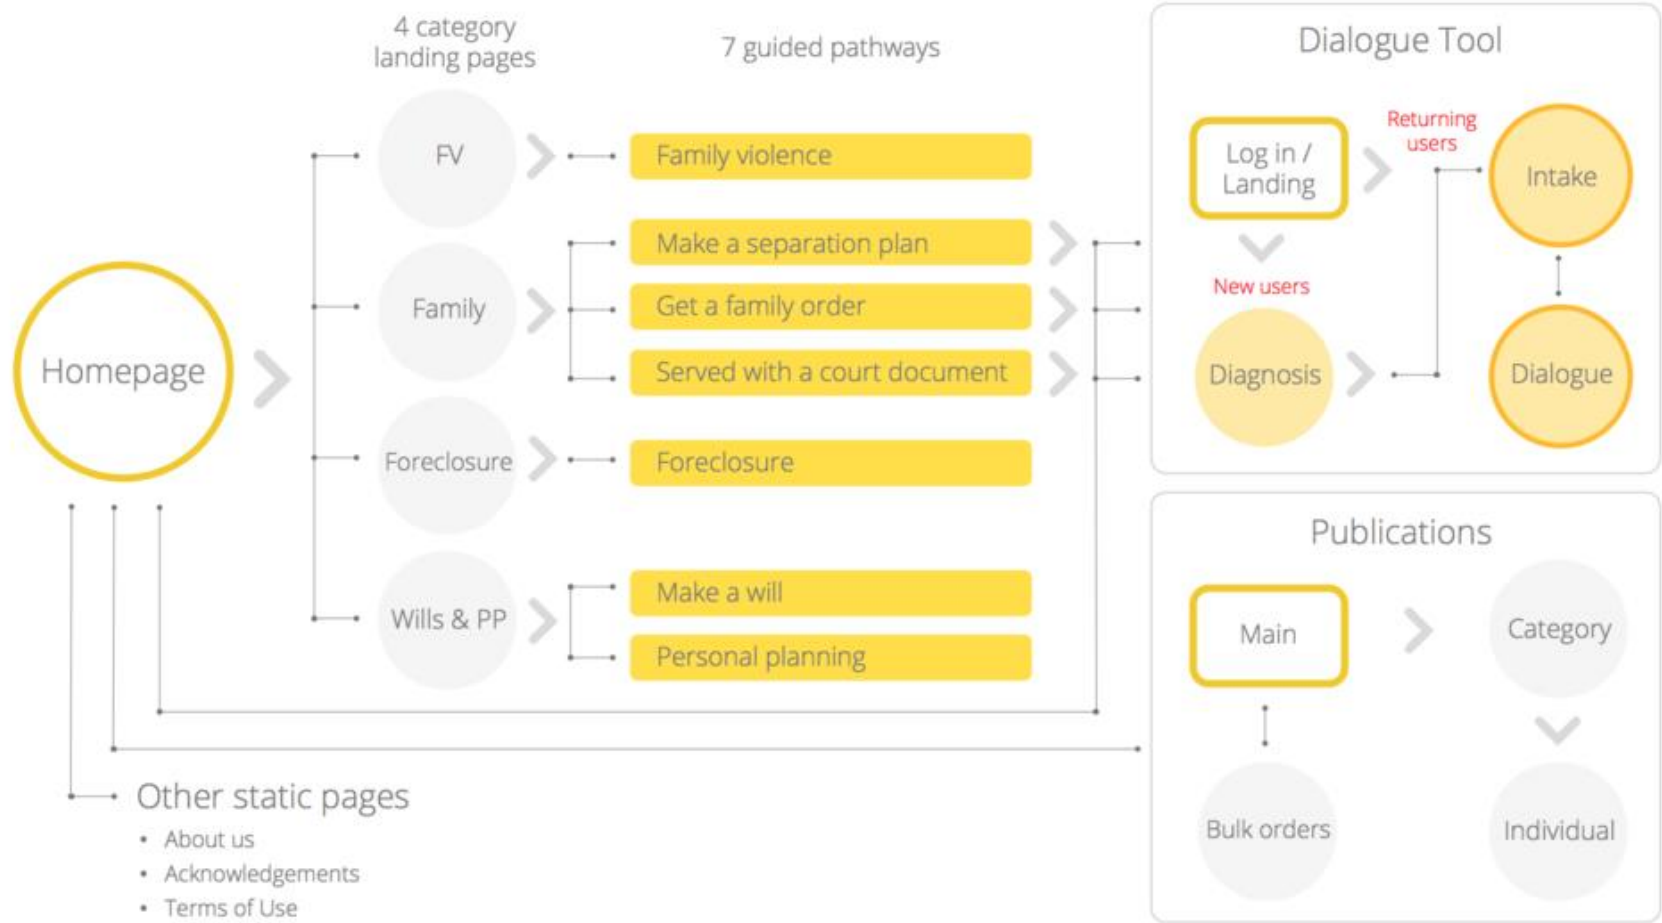 4 category
landing pages
7 guided pathways
Homepage
FV
Family
Foreclosure
Wills & PP
Family violence
Make a separation plan
Get a family order
Served with a court document
Foreclosure
Make a will
Personal planning
Other static pages
• About us
• Acknowledgements
• Terms of Use
Dialogue Tool
Log in /
Landing
Returning
users
Intake
New users
Diagnosis
Dialogue
Publications
Main
Category
Bulk orders
Individual